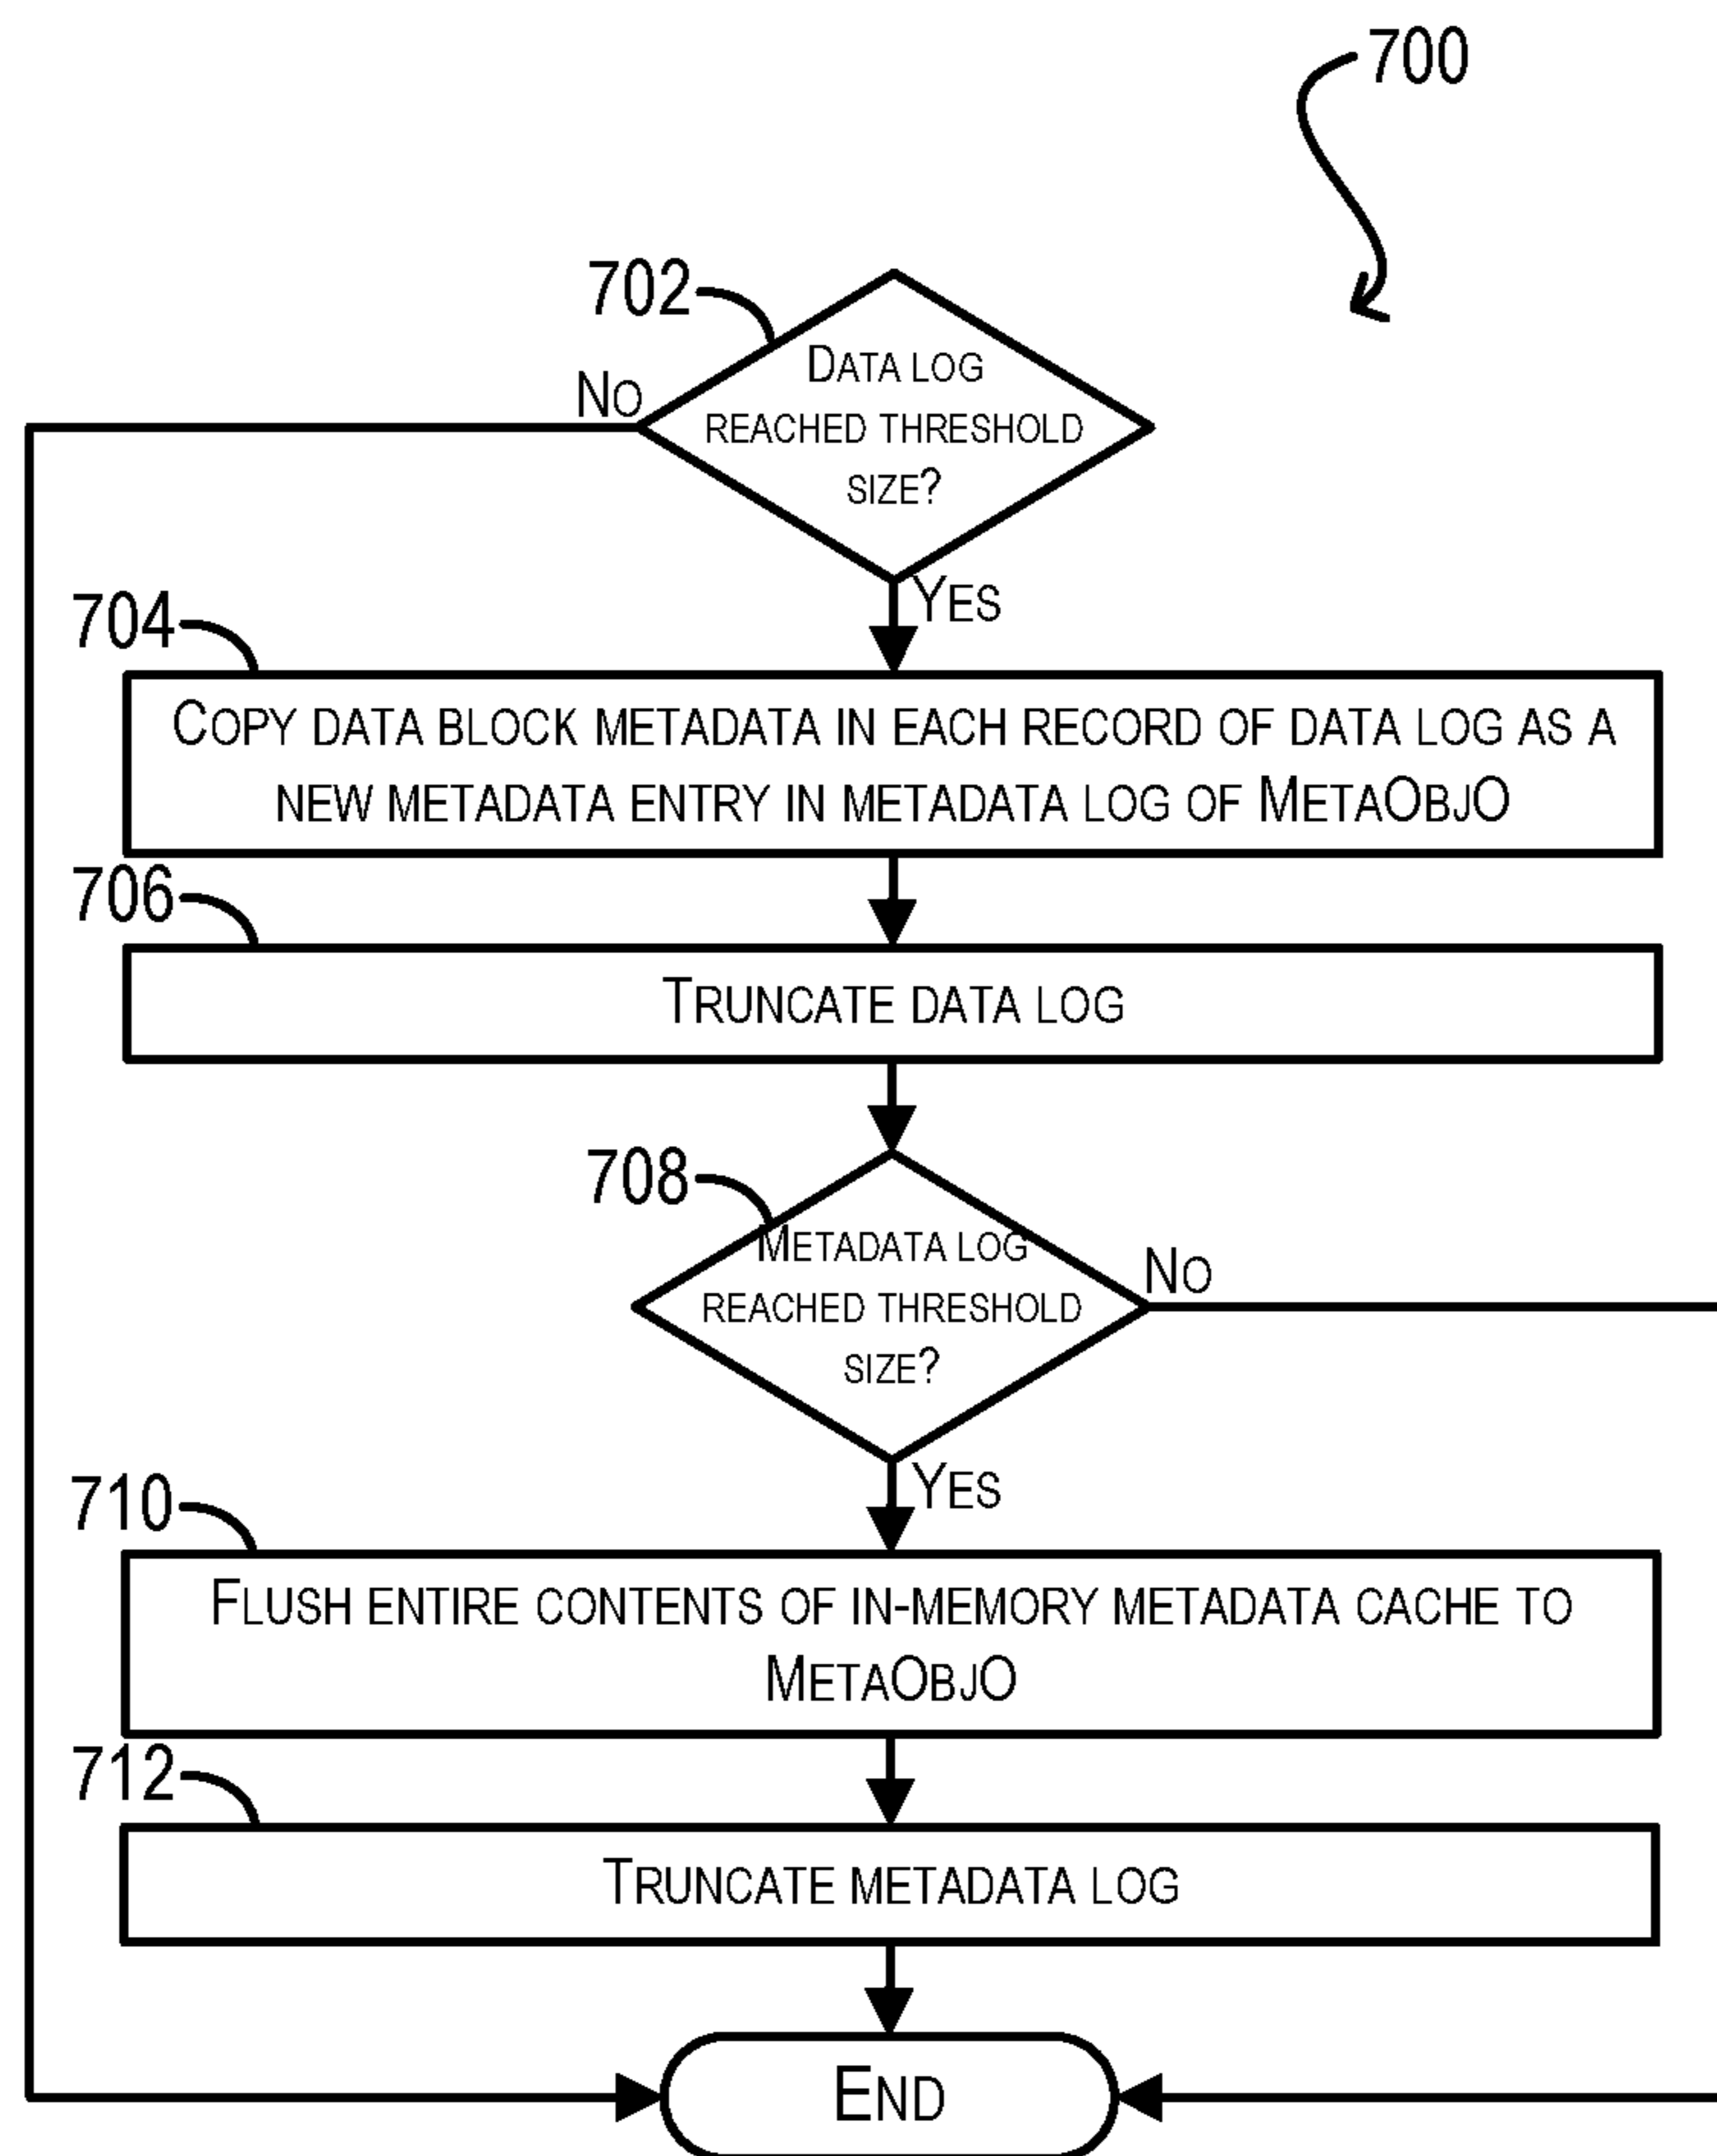 700
702
No
Data log
reached threshold
size?
Yes
704
Copy data block metadata in each record of data log as a
new metadata entry in metadata log of MetaObjO
706
Truncate data log
708
Metadata log
reached threshold
size?
No
Yes
710
Flush entire contents of in-memory metadata cache to
MetaObjO
712
Truncate metadata log
End